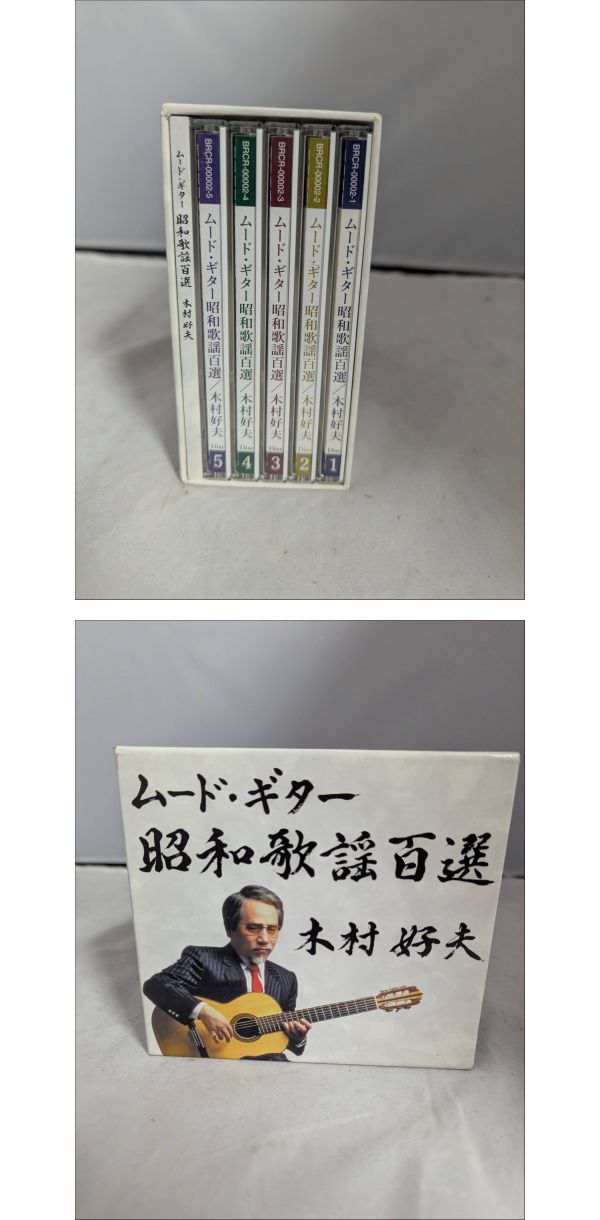 ムード・ギター 昭和歌謡百選 木村好夫
BRCR-00002-5
ムード・ギター昭和歌謡百選/木村好夫
Disc
5
BRCR-00002-4
ムード・ギター昭和歌謡百選/木村好夫
Disc
4
BRCR-00002-3
ムード・ギター昭和歌謡百選/木村好夫
Disc
3
BRCR-00002-2
ムード・ギター昭和歌謡百選/木村好夫
Disc
2
BRCR-00002-1
ムード・ギター昭和歌謡百選/木村好夫
Disc
1
ムード・ギター
昭和歌謡百選
木村好夫